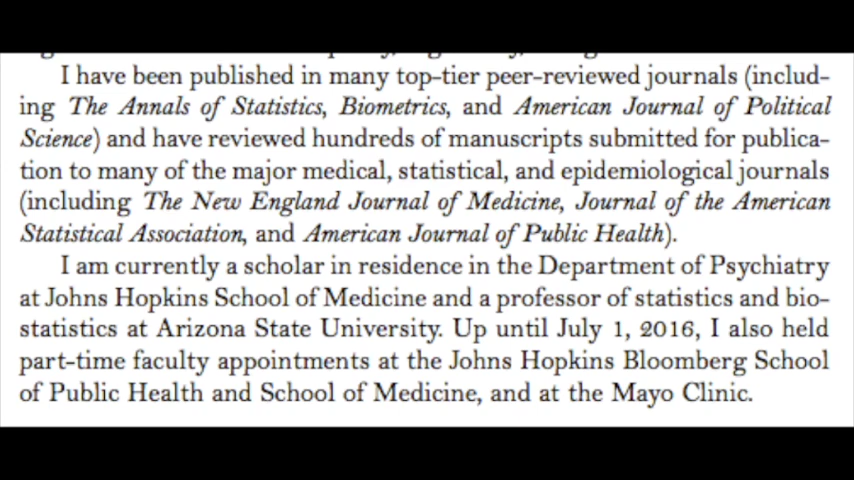 I have been published in many top-tier peer-reviewed journals (includ-
ing The Annals of Statistics, Biometrics, and American Journal of Political
Science) and have reviewed hundreds of manuscripts submitted for publica-
tion to many of the major medical, statistical, and epidemiological journals
(including The New England Journal of Medicine, Journal of the American
Statistical Association, and American Journal of Public Health).
I am currently a scholar in residence in the Department of Psychiatry
at Johns Hopkins School of Medicine and a professor of statistics and bio-
statistics at Arizona State University. Up until July 1, 2016, I also held
part-time faculty appointments at the Johns Hopkins Bloomberg School
of Public Health and School of Medicine, and at the Mayo Clinic.